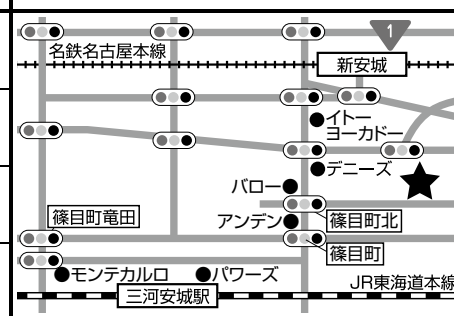 1
名鉄名古屋本線
新安城
イトー
ヨーカドー
デニーズ
バロー
篠目町竜田
アンデン
篠目町北
篠目町
モンテカルロ
パワーズ
JR東海道本線
三河安城駅